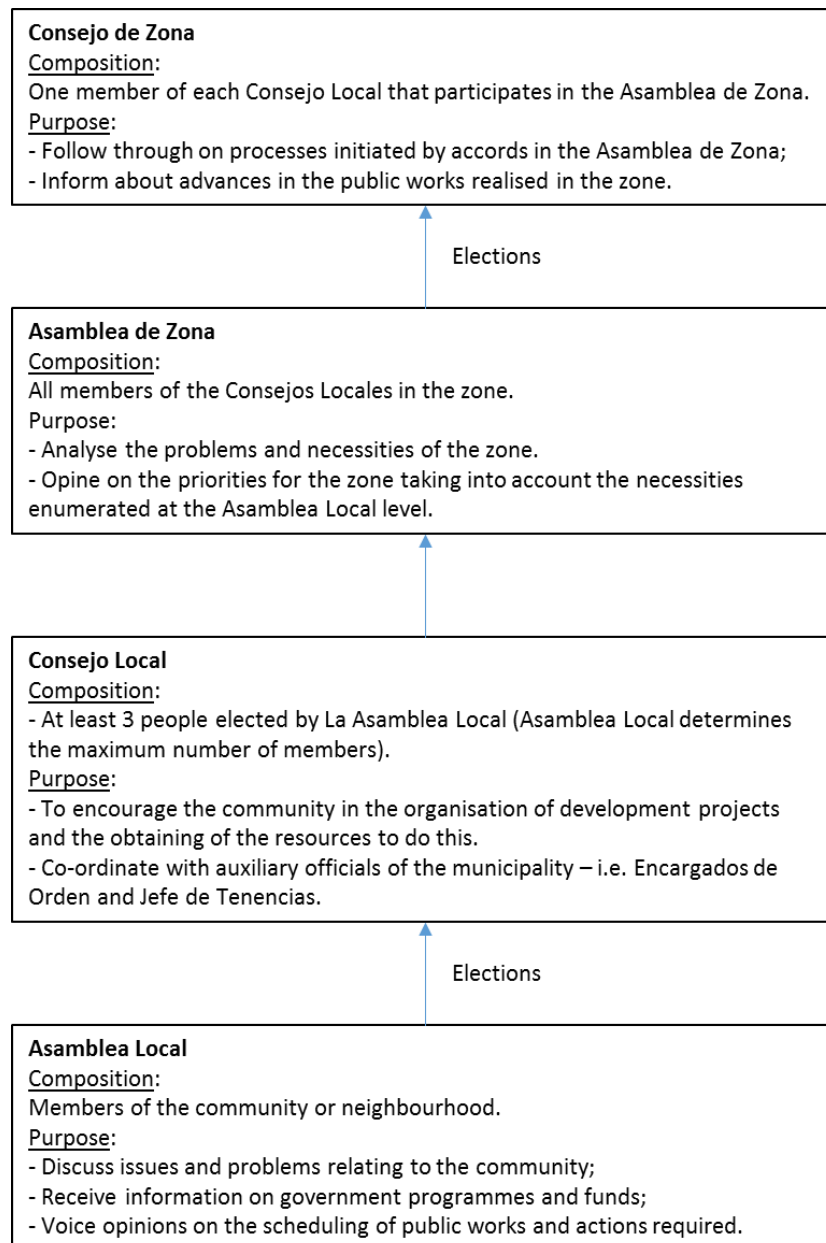 Consejo de Zona
Composition:
One member of each Consejo Local that participates in the Asamblea de Zona.
Purpose:
- Follow through on processes initiated by accords in the Asamblea de Zona;
- Inform about advances in the public works realised in the zone.
Elections
Asamblea de Zona
Composition:
All members of the Consejos Locales in the zone.
Purpose:
- Analyse the problems and necessities of the zone.
- Opine on the priorities for the zone taking into account the necessities
enumerated at the Asamblea Local level.
Consejo Local
Composition:
- At least 3 people elected by La Asamblea Local (Asamblea Local determines
the maximum number of members).
Purpose:
- To encourage the community in the organisation of development projects
and the obtaining of the resources to do this.
- Co-ordinate with auxiliary officials of the municipality – i.e. Encargados de
Orden and Jefe de Tenencias.
Elections
Asamblea Local
Composition:
Members of the community or neighbourhood.
Purpose:
- Discuss issues and problems relating to the community;
- Receive information on government programmes and funds;
- Voice opinions on the scheduling of public works and actions required.